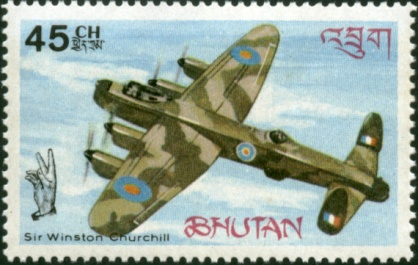 45 CH
འབྲུག
Sir Winston Churchill
BHUTAN